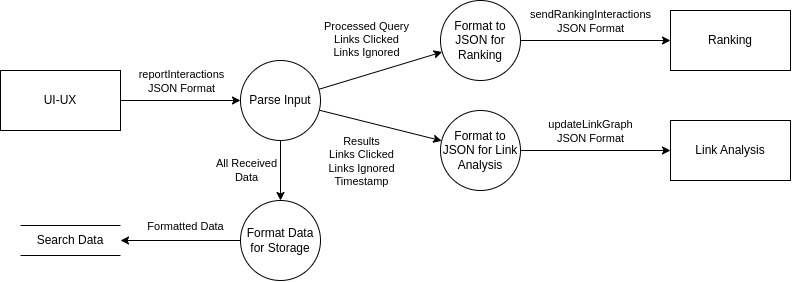 UI-UX
reportInteractions
JSON Format
Parse Input
Processed Query
Links Clicked
Links Ignored
Format to
JSON for
Ranking
sendRankingInteractions
JSON Format
Ranking
Results
Links Clicked
Links Ignored
Timestamp
Format to
JSON for Link
Analysis
updateLinkGraph
JSON Format
Link Analysis
All Received
Data
Format Data
for Storage
Formatted Data
Search Data